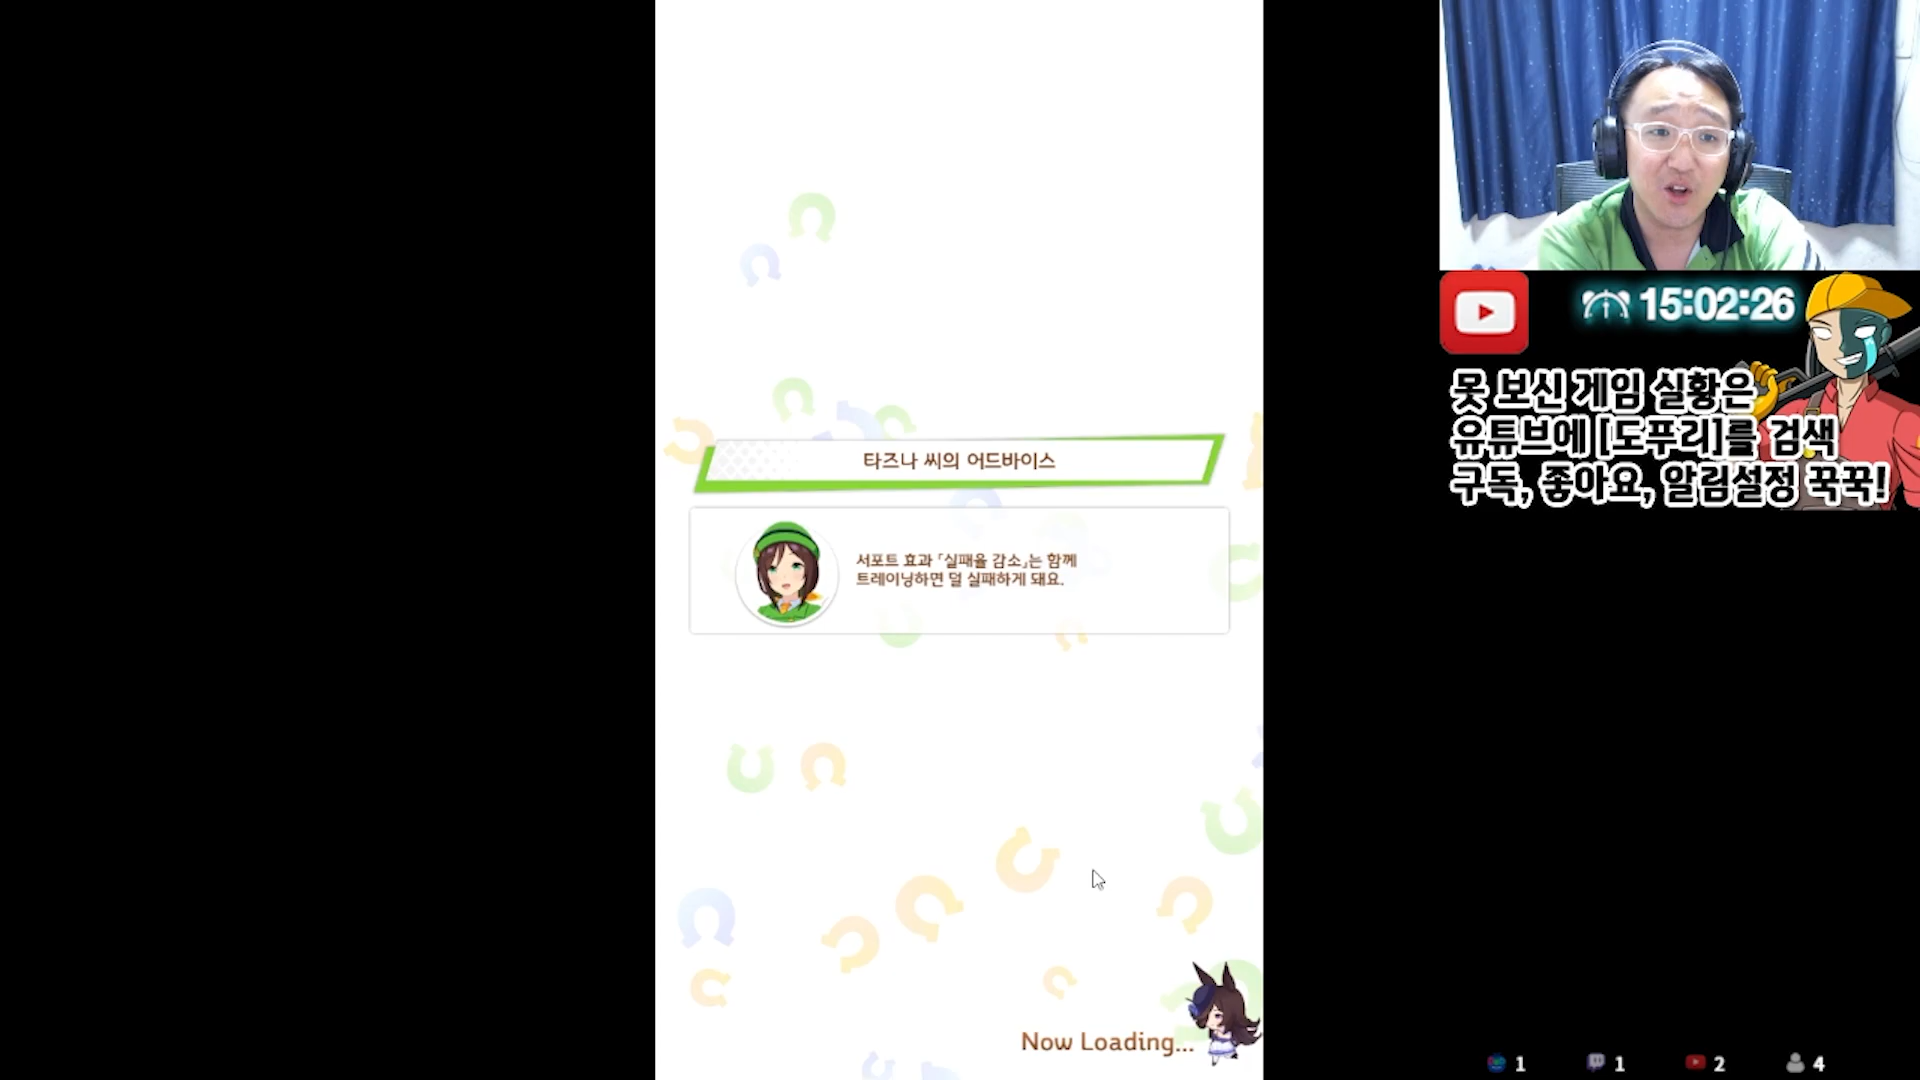 타즈나 씨의 어드바이스
서포트 효과 「실패율 감소」는 함께
트레이닝하면 덜 실패하게 돼요.
Now Loading...
15:02:26
못 보신 게임 실황은
유튜브에 [도푸리]를 검색
구독, 좋아요, 알림설정 꾹꾹!
1
1
2
4